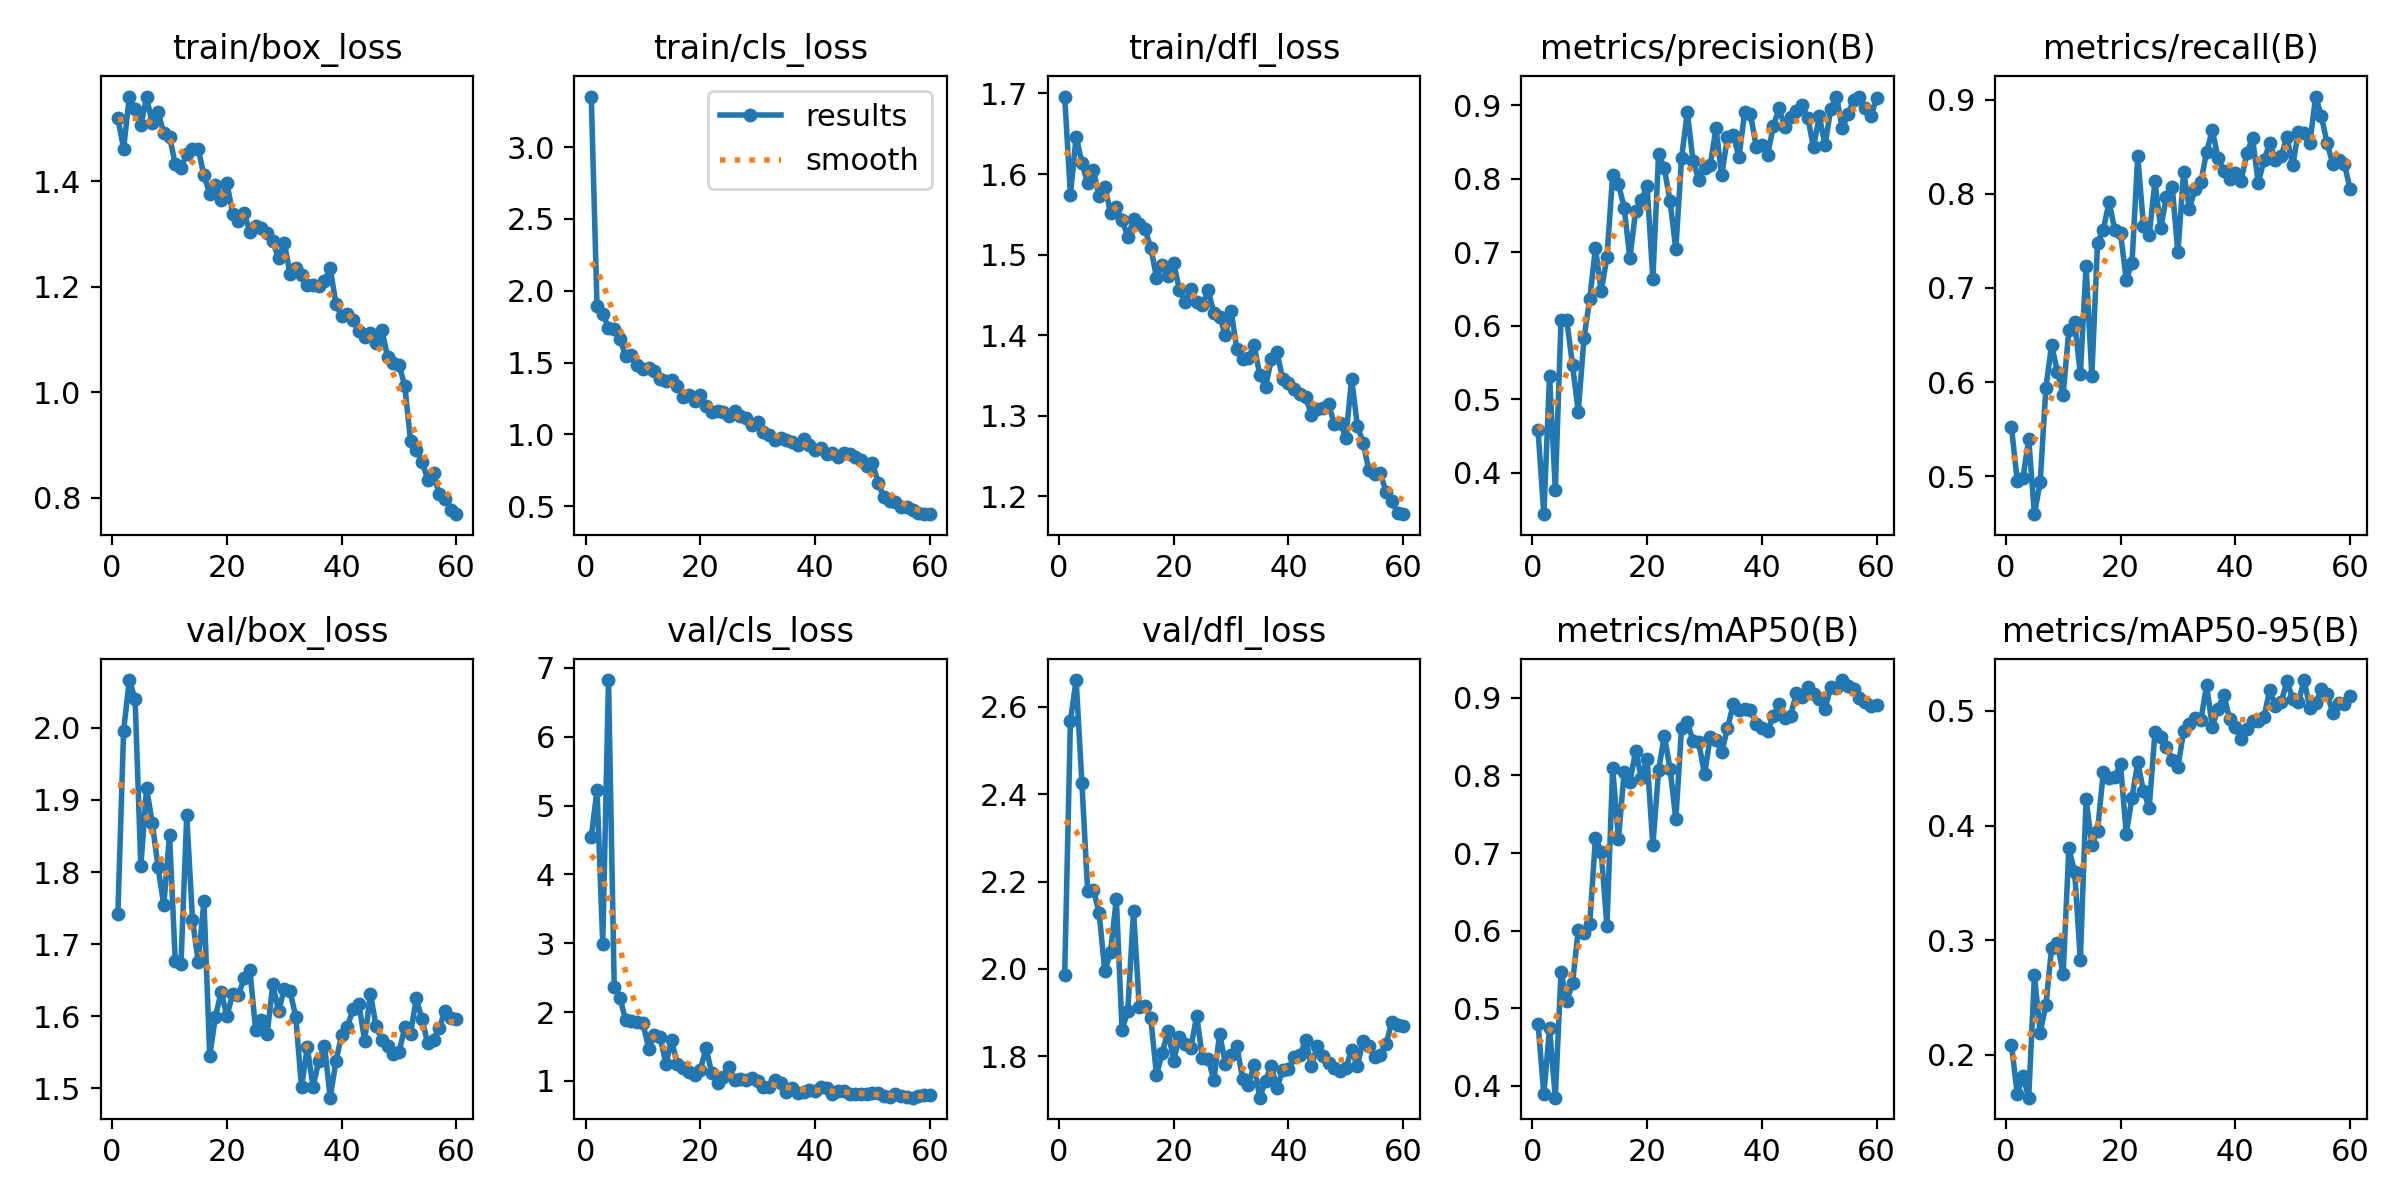 train/box_loss
1.4
1.2
1.0
0.8
0 20 40 60
train/cls_loss
results
smooth
3.0
2.5
2.0
1.5
1.0
0.5
0 20 40 60
train/dfl_loss
1.7
1.6
1.5
1.4
1.3
1.2
0 20 40 60
metrics/precision(B)
0.9
0.8
0.7
0.6
0.5
0.4
0 20 40 60
metrics/recall(B)
0.9
0.8
0.7
0.6
0.5
0 20 40 60
val/box_loss
2.0
1.9
1.8
1.7
1.6
1.5
0 20 40 60
val/cls_loss
7
6
5
4
3
2
1
0 20 40 60
val/dfl_loss
2.6
2.4
2.2
2.0
1.8
0 20 40 60
metrics/mAP50(B)
0.9
0.8
0.7
0.6
0.5
0.4
0 20 40 60
metrics/mAP50-95(B)
0.5
0.4
0.3
0.2
0 20 40 60